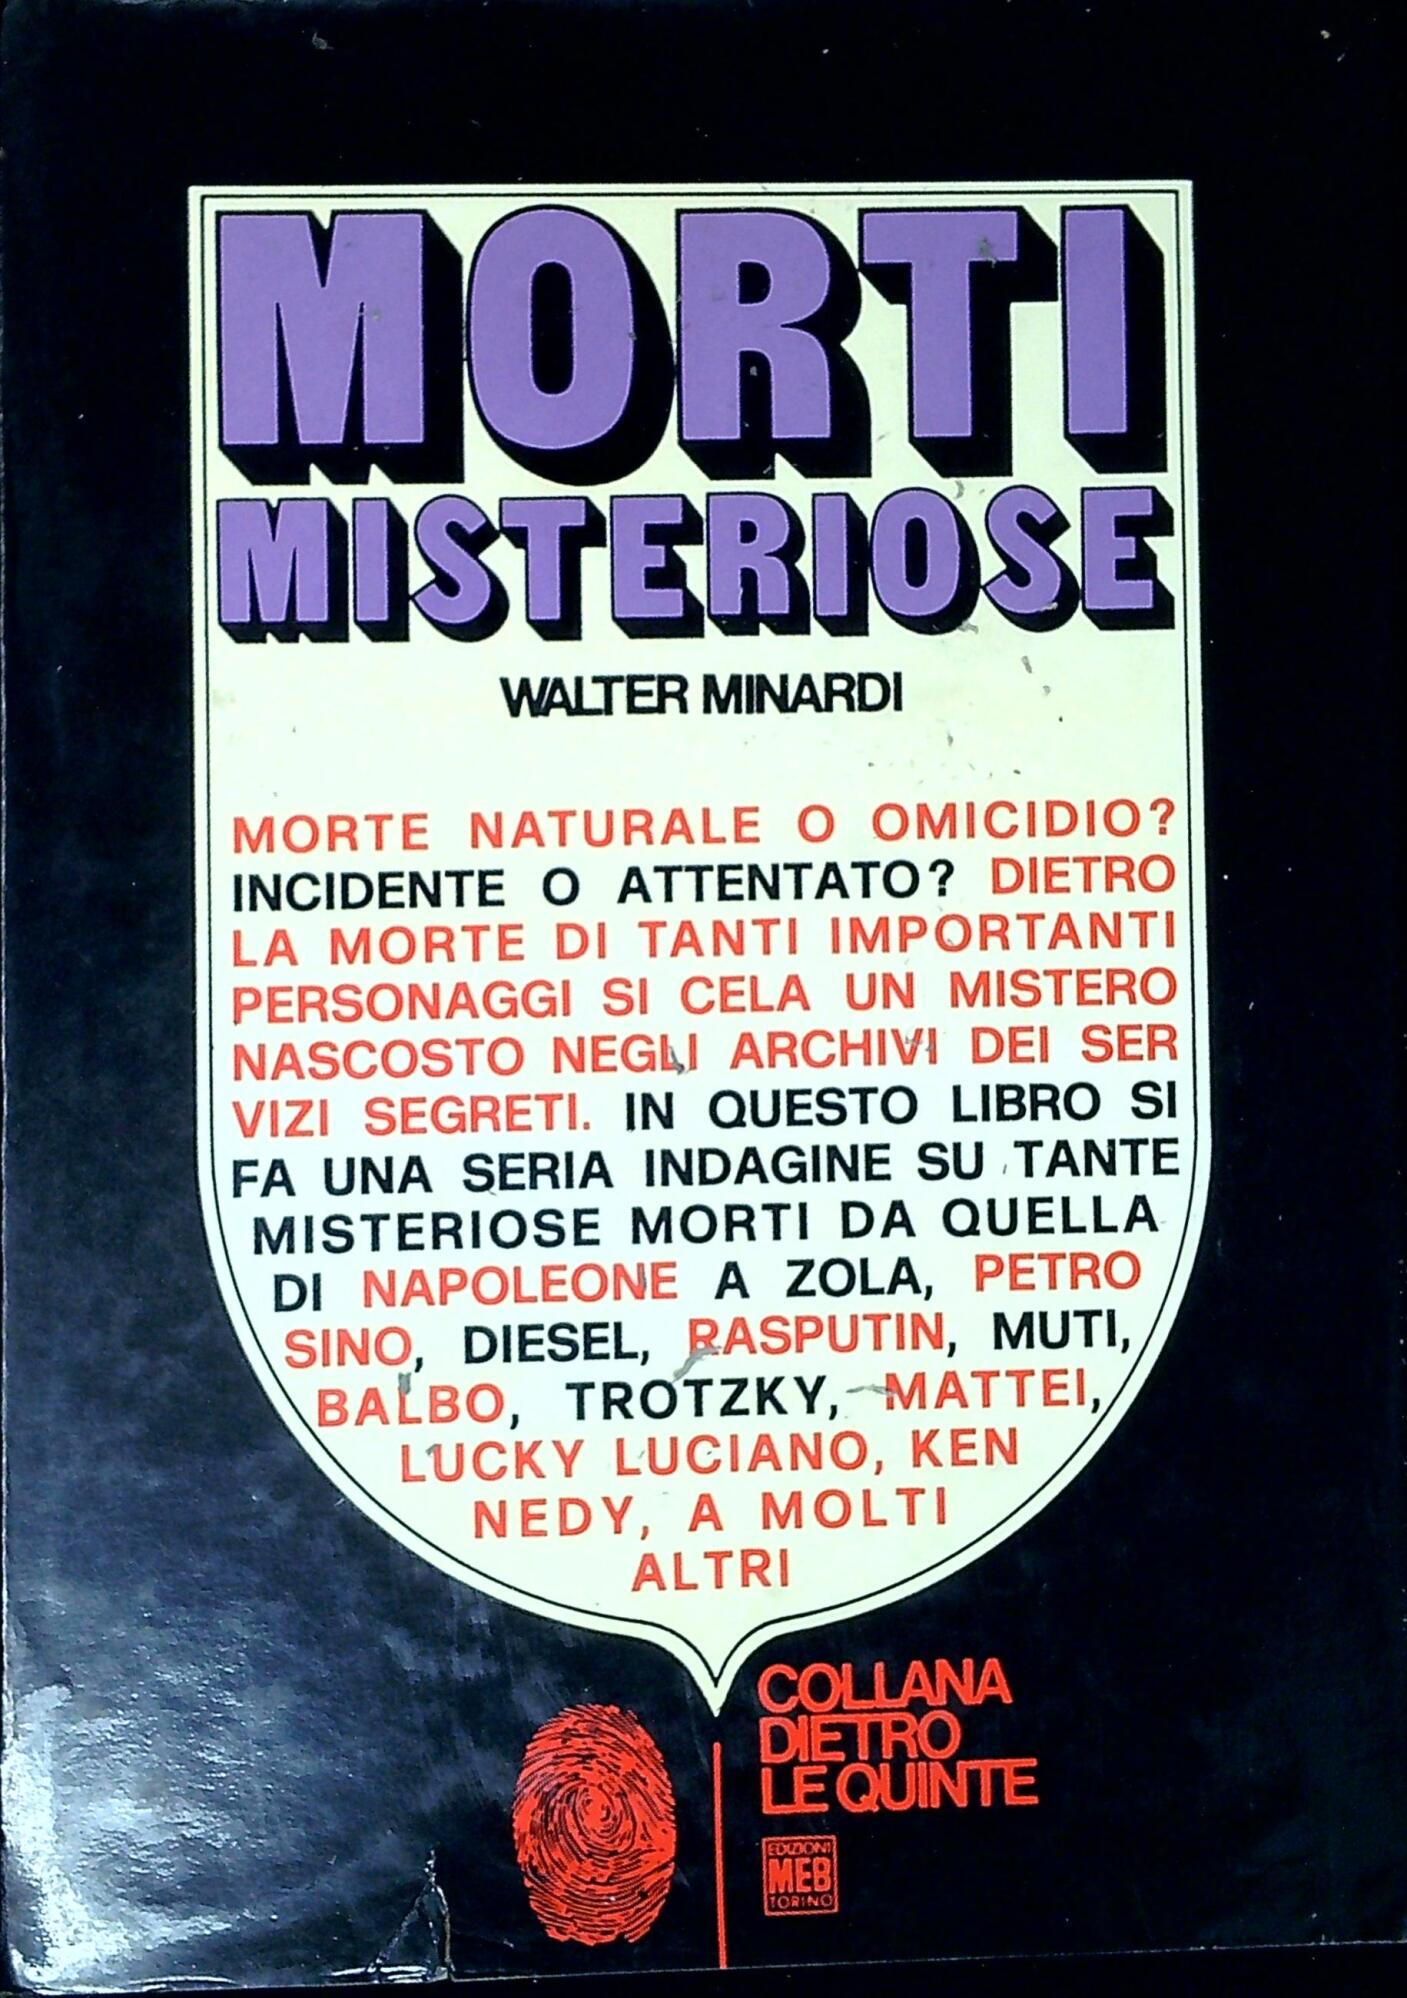 MORTI
MISTERIOSE
WALTER MINARDI
MORTE NATURALE O OMICIDIO?
INCIDENTE O ATTENTATO? DIETRO
LA MORTE DI TANTI IMPORTANTI
PERSONAGGI SI CELA UN MISTERO
NASCOSTO NEGLI ARCHIVI DEI SER
VIZI SEGRETI. IN QUESTO LIBRO SI
FA UNA SERIA INDAGINE SU TANTE
MISTERIOSE MORTI DA QUELLA
DI NAPOLEONE A ZOLA, PETRO
SINO, DIESEL, RASPUTIN, MUTI,
BALBO, TROTZKY, MATTEI,
LUCKY LUCIANO, KEN
NEDY, A MOLTI
ALTRI
COLLANA
DIETRO
LE QUINTE
EDIZIONI
MEB
TORINO